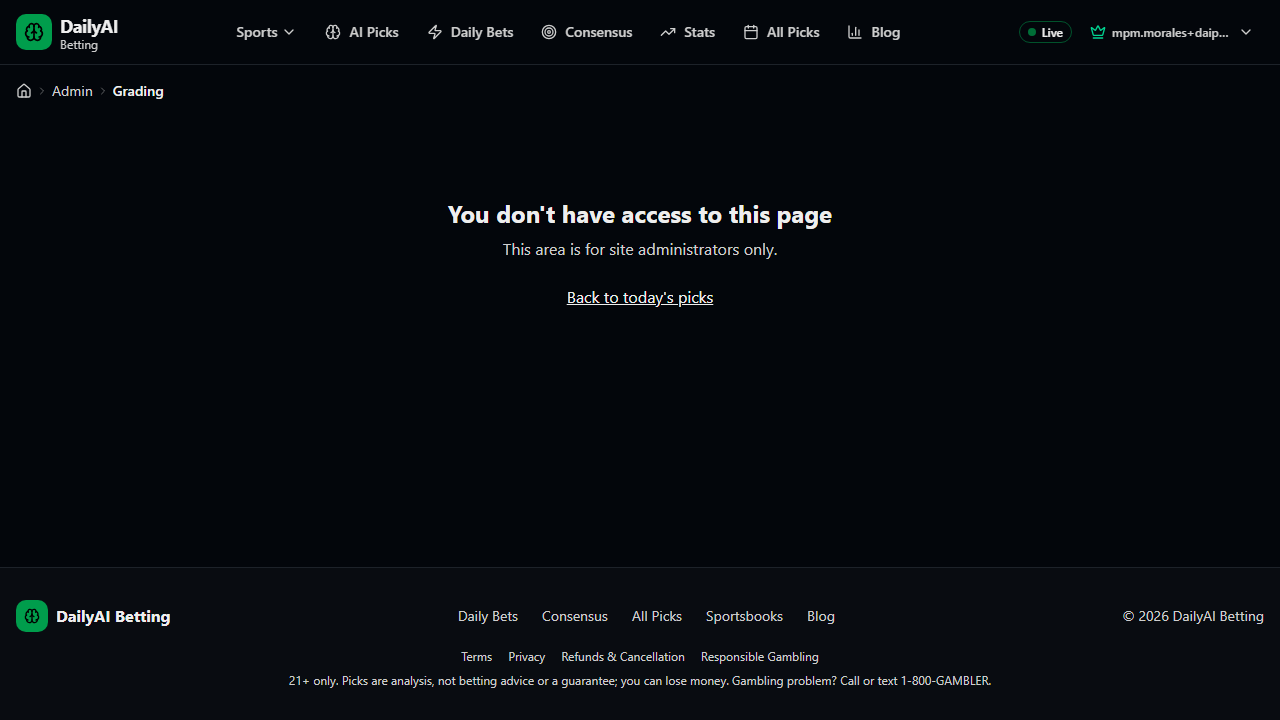 DailyAI
Betting
Sports
AI Picks
Daily Bets
Consensus
Stats
All Picks
Blog
Live
mpm.morales+daip...
Admin
Grading
You don't have access to this page
This area is for site administrators only.
Back to today's picks
DailyAI Betting
Daily Bets
Consensus
All Picks
Sportsbooks
Blog
© 2026 DailyAI Betting
Terms
Privacy
Refunds & Cancellation
Responsible Gambling
21+ only. Picks are analysis, not betting advice or a guarantee; you can lose money. Gambling problem? Call or text 1-800-GAMBLER.